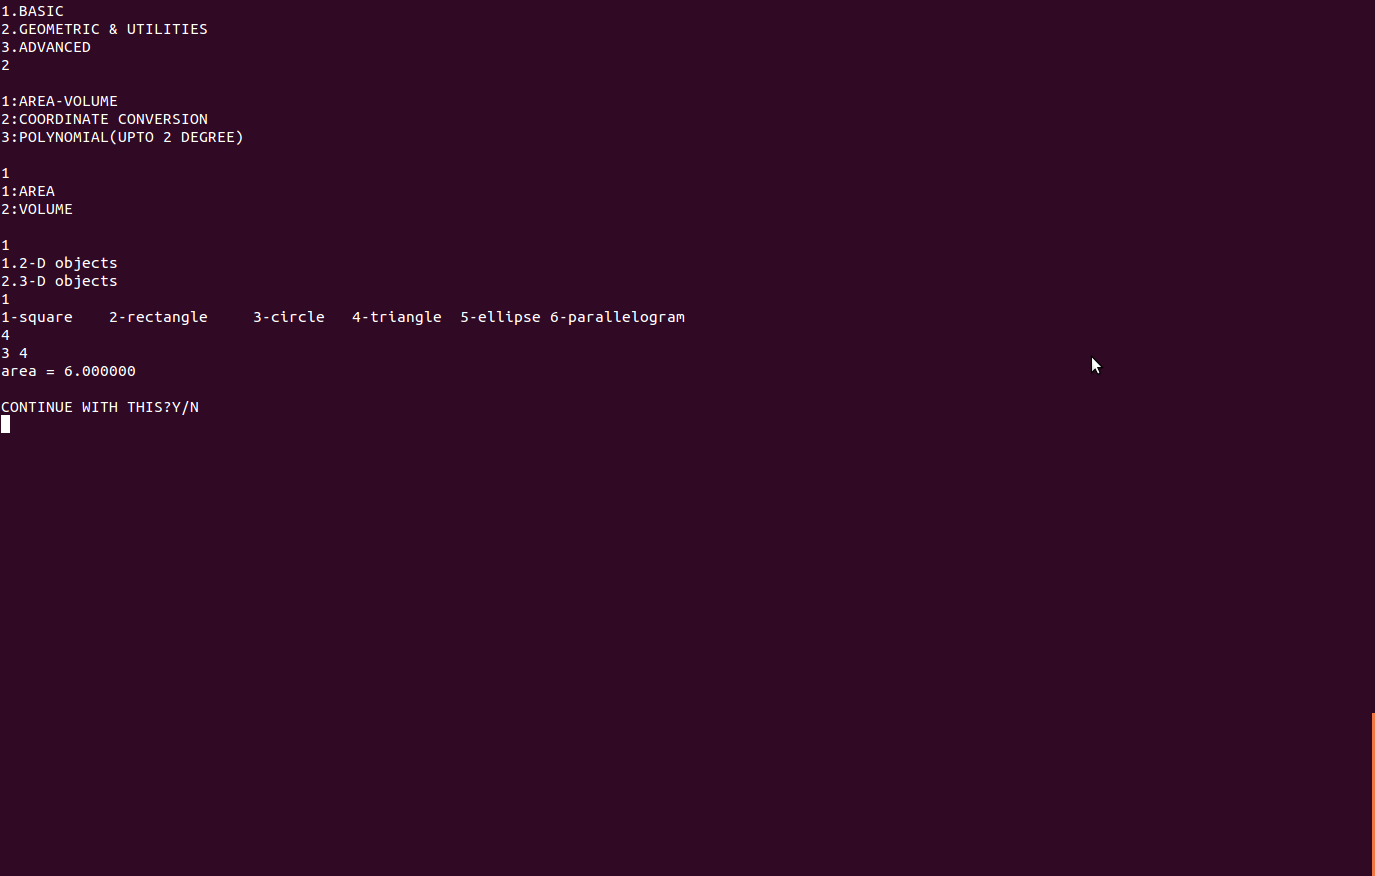 1.BASIC
2.GEOMETRIC & UTILITIES
3.ADVANCED
2
1:AREA-VOLUME
2:COORDINATE CONVERSION
3:POLYNOMIAL(UPTO 2 DEGREE)
1
1:AREA
2:VOLUME
1
1.2-D objects
2.3-D objects
1
1-square    2-rectangle     3-circle   4-triangle  5-ellipse 6-parallelogram
4
3 4
area = 6.000000
CONTINUE WITH THIS?Y/N